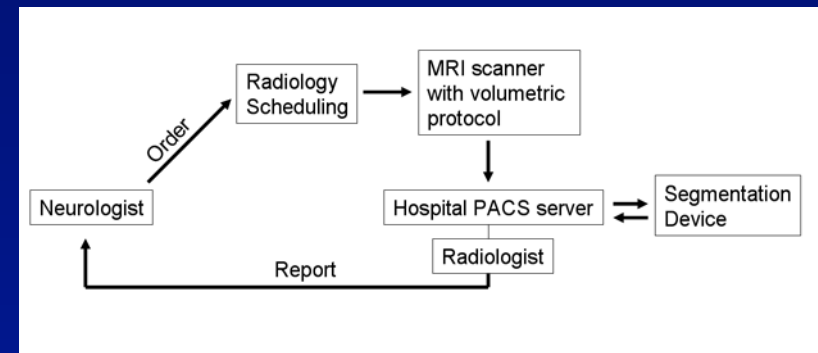 Radiology
Scheduling
MRI scanner
with volumetric
protocol
Order
Neurologist
Hospital PACS server
Segmentation
Device
Radiologist
Report